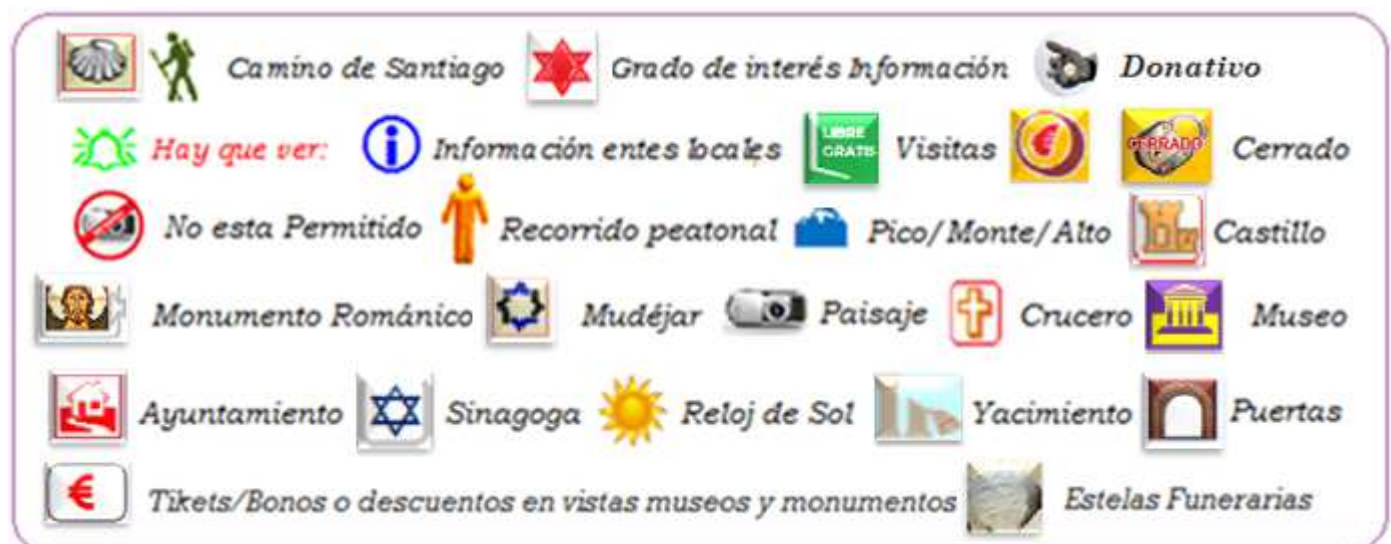 Camino de Santiago Grado de interés Información Donativo
Hay que ver: Información entes locales LIBRE GRATIS Visitas € CERRADO Cerrado
No esta Permitido Recorrido peatonal Pico/Monte/Alto Castillo
Monumento Románico Mudéjar Paisaje Crucero Museo
Ayuntamiento Sinagoga Reloj de Sol Yacimiento Puertas
€ Tikets/Bonos o descuentos en vistas museos y monumentos Estelas Funerarias